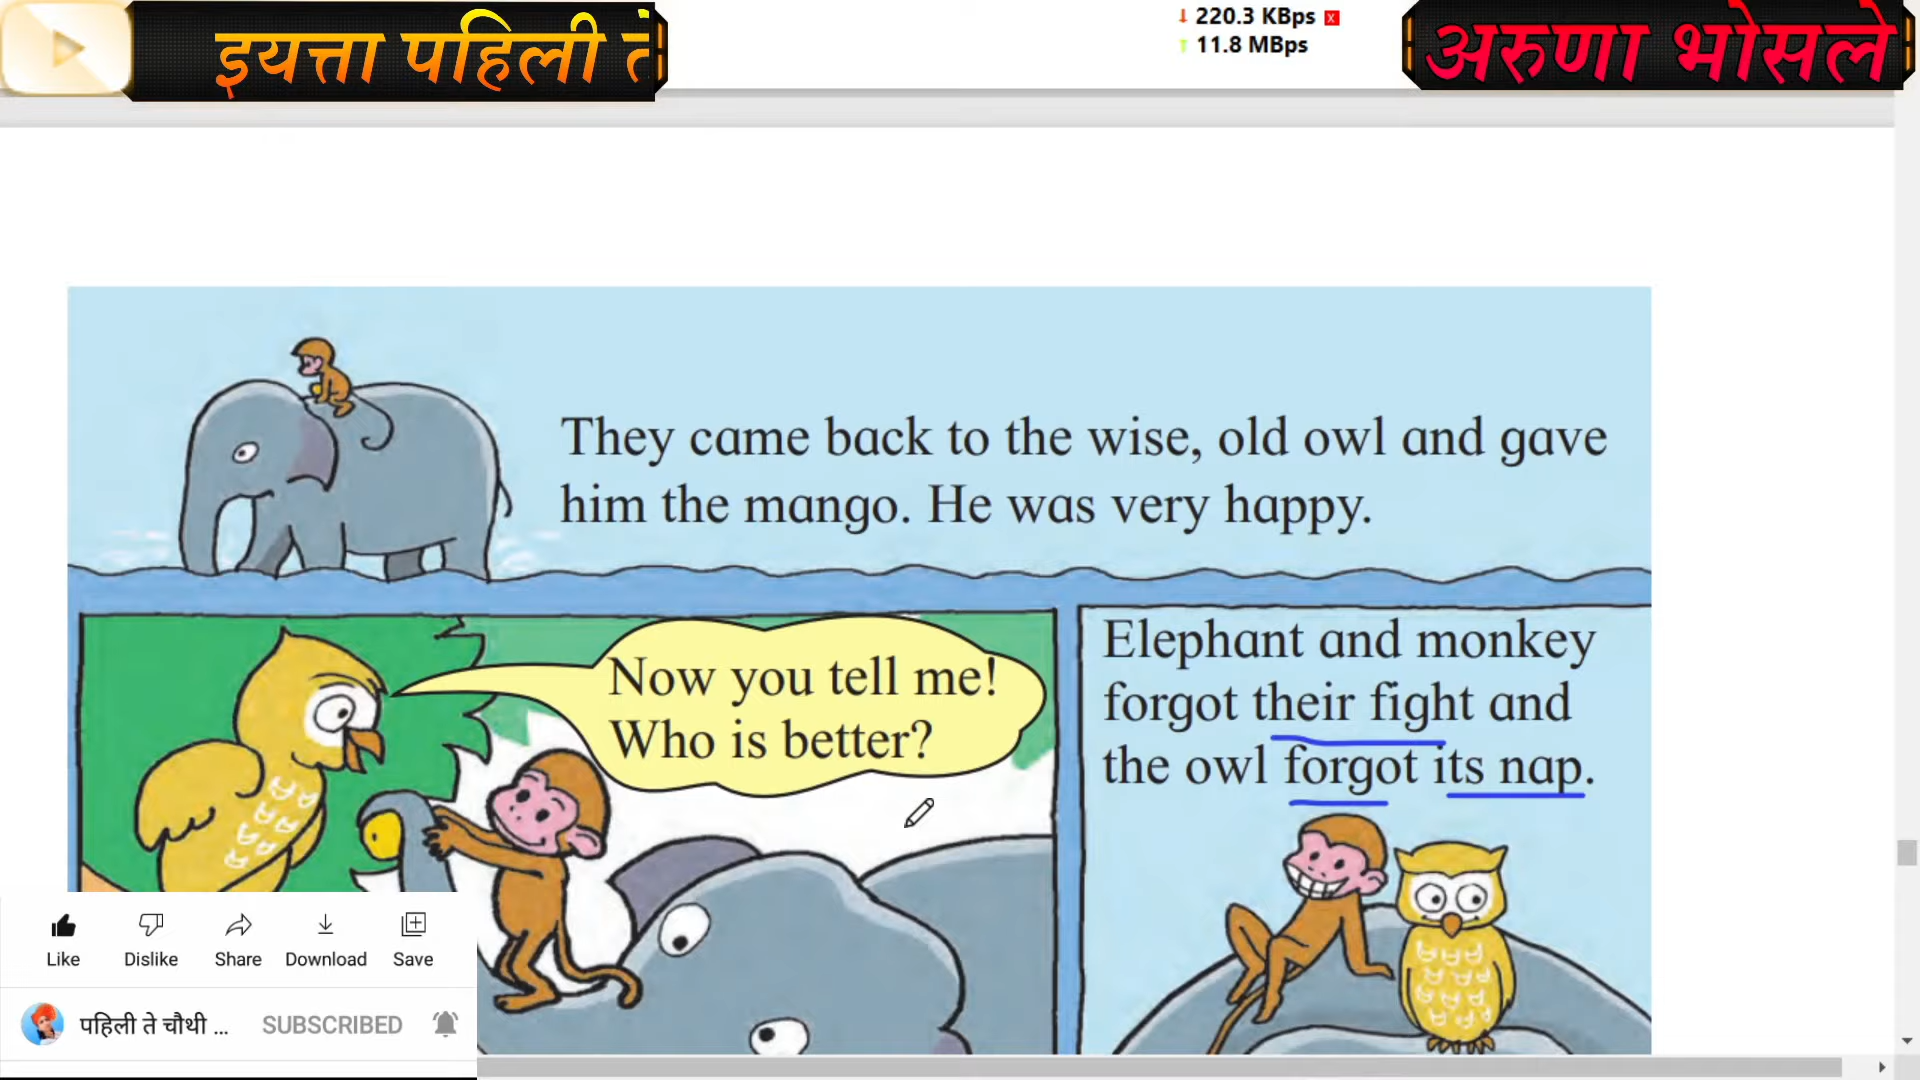 इयत्ता पहिली ते
220.3 KBps
11.8 MBps
अरुणा भोसले
They came back to the wise, old owl and gave
him the mango. He was very happy.
Now you tell me!
Who is better?
Elephant and monkey
forgot their fight and
the owl forgot its nap.
Like Dislike Share Download Save
पहिली ते चौथी ... SUBSCRIBED